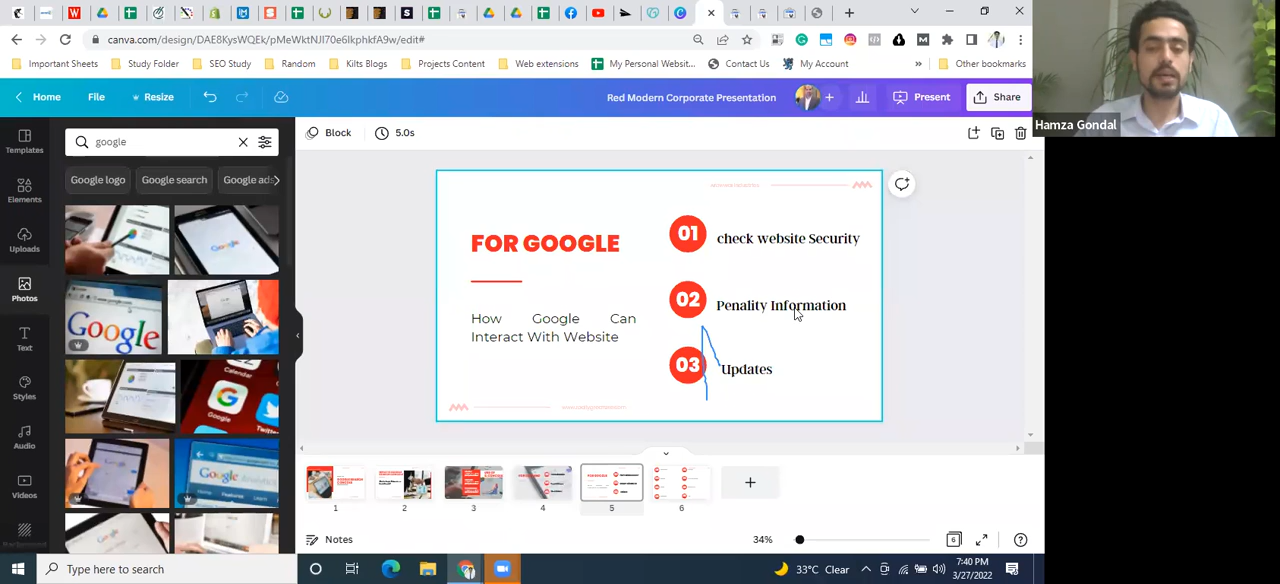 canva.com/design/DAE8KysWQEk/pMeWktNJI70e6IkphkfA9w/edit#
Important Sheets
Study Folder
SEO Study
Random
Kilts Blogs
Projects Content
Web extensions
My Personal Websit...
Contact Us
My Account
»
Other bookmarks
Hamza Gondal
Home
File
Resize
Red Modern Corporate Presentation
Present
Share
Block
5.0s
Templates
Elements
Uploads
Photos
Text
Styles
Audio
Videos
google
Google logo
Google search
Google ads
FOR GOOGLE
How Google Can
Interact With Website
01
check website Security
02
Penality Information
03
Updates
1
2
3
4
5
6
Notes
34%
6
Type here to search
33°C Clear
7:40 PM
3/27/2022